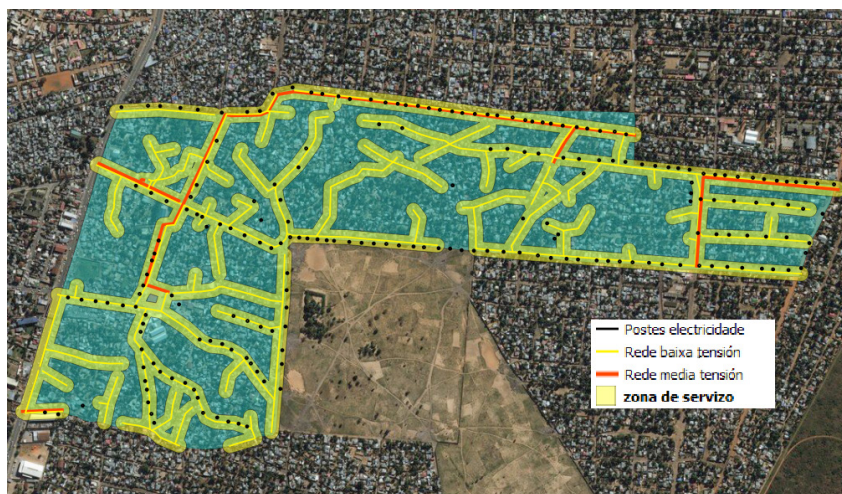 Postes electricidade
Rede baixa tensión
Rede media tensión
zona de servizo